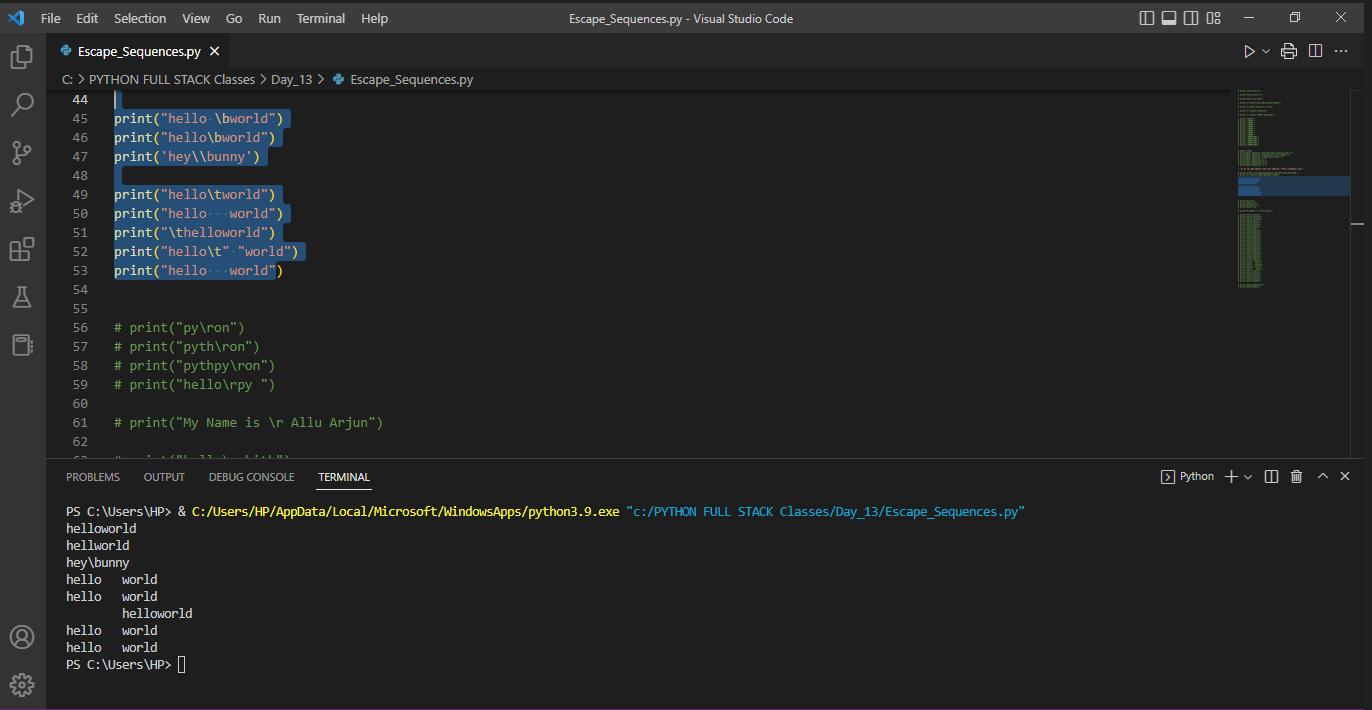 File Edit Selection View Go Run Terminal Help Escape_Sequences.py - Visual Studio Code
Escape_Sequences.py
C: > PYTHON FULL STACK Classes > Day_13 > Escape_Sequences.py
44
45 print("hello \bworld")
46 print("hello\bworld")
47 print('hey\\bunny')
48
49 print("hello\tworld")
50 print("hello   world")
51 print("\thelloworld")
52 print("hello\t" "world")
53 print("hello   world")
54
55
56 # print("py\ron")
57 # print("pyth\ron")
58 # print("pythpy\ron")
59 # print("hello\rpy ")
60
61 # print("My Name is \r Allu Arjun")
62
PROBLEMS OUTPUT DEBUG CONSOLE TERMINAL Python
PS C:\Users\HP> & C:/Users/HP/AppData/Local/Microsoft/WindowsApps/python3.9.exe "c:/PYTHON FULL STACK Classes/Day_13/Escape_Sequences.py"
helloworld
hellworld
hey\bunny
hello   world
hello   world
        helloworld
hello   world
hello   world
PS C:\Users\HP>